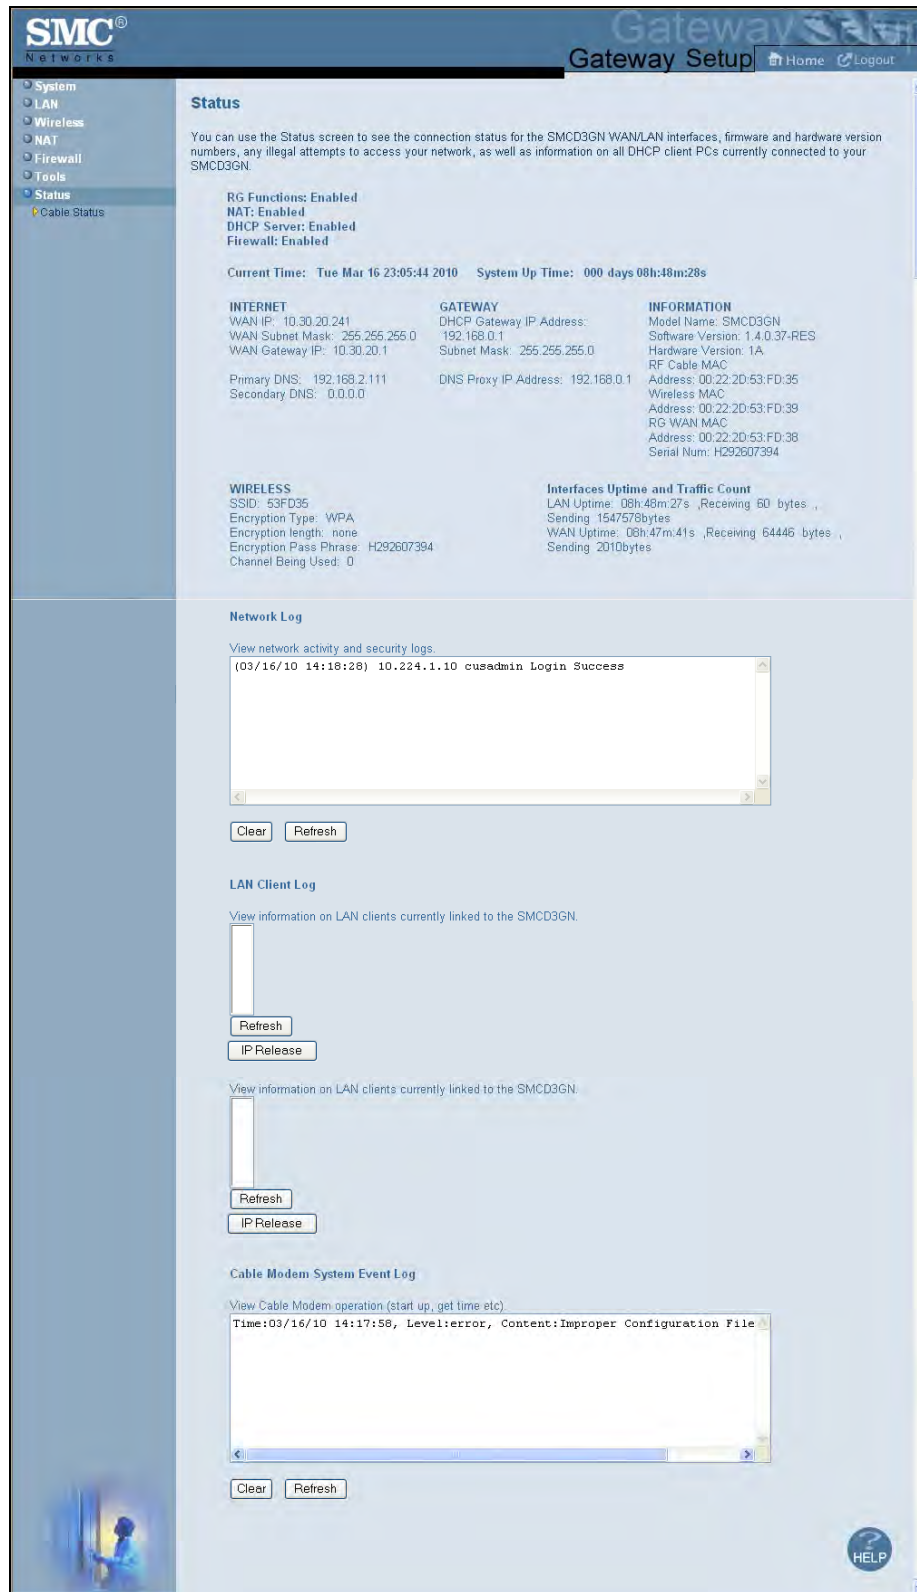 SMC®
Networks
Gateway Setup
Gateway Setup
Home Logout
System
LAN
Wireless
NAT
Firewall
Tools
Status
Cable Status
Status
You can use the Status screen to see the connection status for the SMCD3GN WAN/LAN interfaces, firmware and hardware version
numbers, any illegal attempts to access your network, as well as information on all DHCP client PCs currently connected to your
SMCD3GN.
RG Functions: Enabled
NAT: Enabled
DHCP Server: Enabled
Firewall: Enabled
Current Time: Tue Mar 16 23:05:44 2010 System Up Time: 000 days 08h:48m:28s
INTERNET
WAN IP: 10.30.20.241
WAN Subnet Mask: 255.255.255.0
WAN Gateway IP: 10.30.20.1
Primary DNS: 192.168.2.111
Secondary DNS: 0.0.0.0
GATEWAY
DHCP Gateway IP Address:
192.168.0.1
Subnet Mask: 255.255.255.0
DNS Proxy IP Address: 192.168.0.1
INFORMATION
Model Name: SMCD3GN
Software Version: 1.4.0.37-RES
Hardware Version: 1A
RF Cable MAC
Address: 00:22:2D:53:FD:35
Wireless MAC
Address: 00:22:2D:53:FD:39
RG WAN MAC
Address: 00:22:2D:53:FD:38
Serial Num: H292607394
WIRELESS
SSID: 53FD35
Encryption Type: WPA
Encryption length: none
Encryption Pass Phrase: H292607394
Channel Being Used: 0
Interfaces Uptime and Traffic Count
LAN Uptime: 08h:48m:27s ,Receiving 60 bytes ,
Sending 1547578bytes
WAN Uptime: 08h:47m:41s ,Receiving 64446 bytes ,
Sending 2010bytes
Network Log
View network activity and security logs.
(03/16/10 14:18:28) 10.224.1.10 cusadmin Login Success
Clear Refresh
LAN Client Log
View information on LAN clients currently linked to the SMCD3GN.
Refresh
IP Release
View information on LAN clients currently linked to the SMCD3GN.
Refresh
IP Release
Cable Modem System Event Log
View Cable Modem operation (start up, get time etc)
Time:03/16/10 14:17:58, Level:error, Content:Improper Configuration File
Clear Refresh
?
HELP